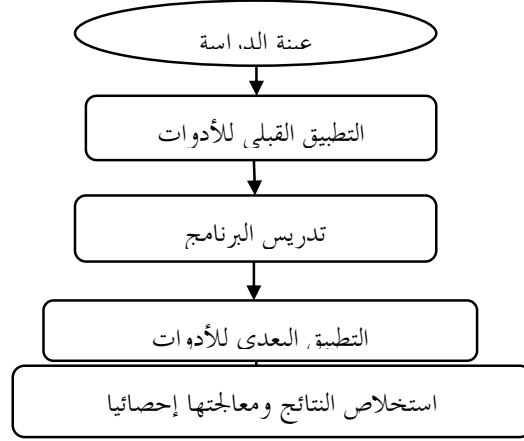 عينة الدراسة
التطبيق القبلي للأدوات
تدريس البرنامج
التطبيق البعدي للأدوات
استخلاص النتائج ومعالجتها إحصائيا